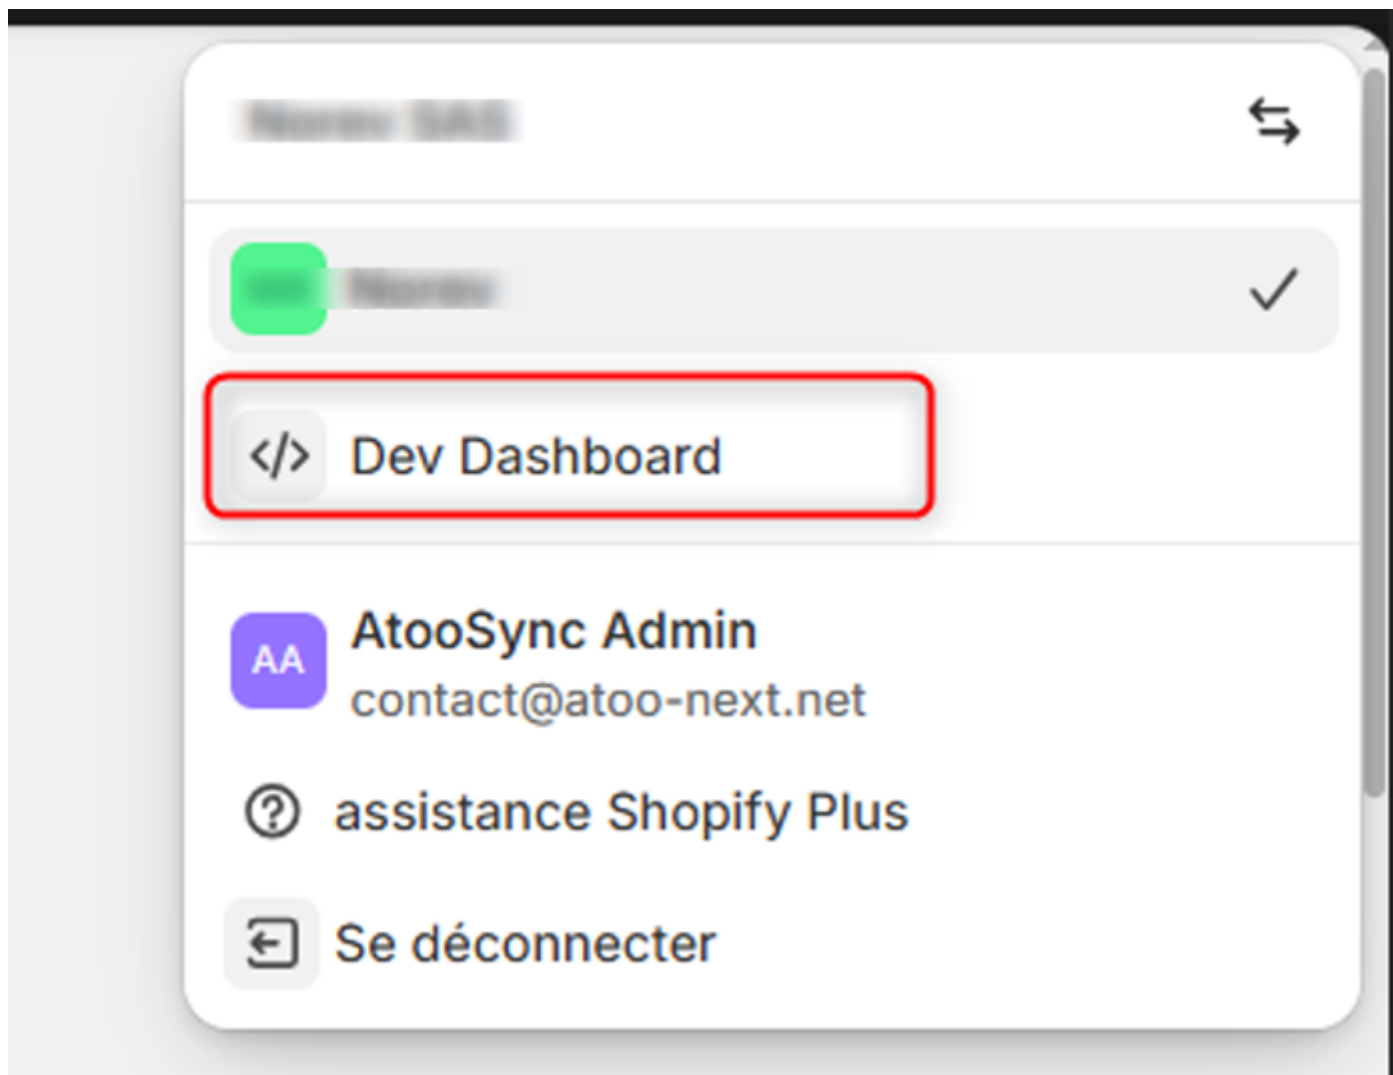 Dev Dashboard
AA
AtooSync Admin
contact@atoo-next.net
assistance Shopify Plus
Se déconnecter